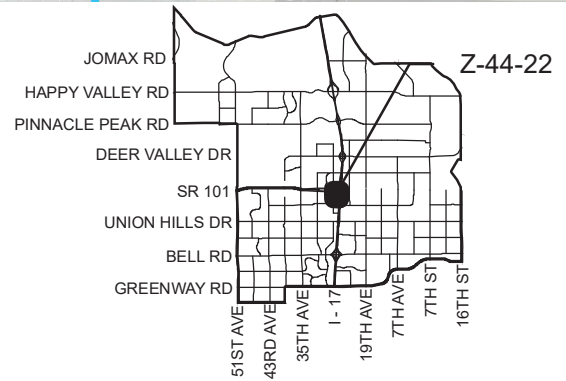 JOMAX RD
Z-44-22
HAPPY VALLEY RD
PINNACLE PEAK RD
DEER VALLEY DR
SR 101
UNION HILLS DR
BELL RD
GREENWAY RD
51ST AVE
43RD AVE
35TH AVE
I - 17
19TH AVE
7TH AVE
7TH ST
16TH ST